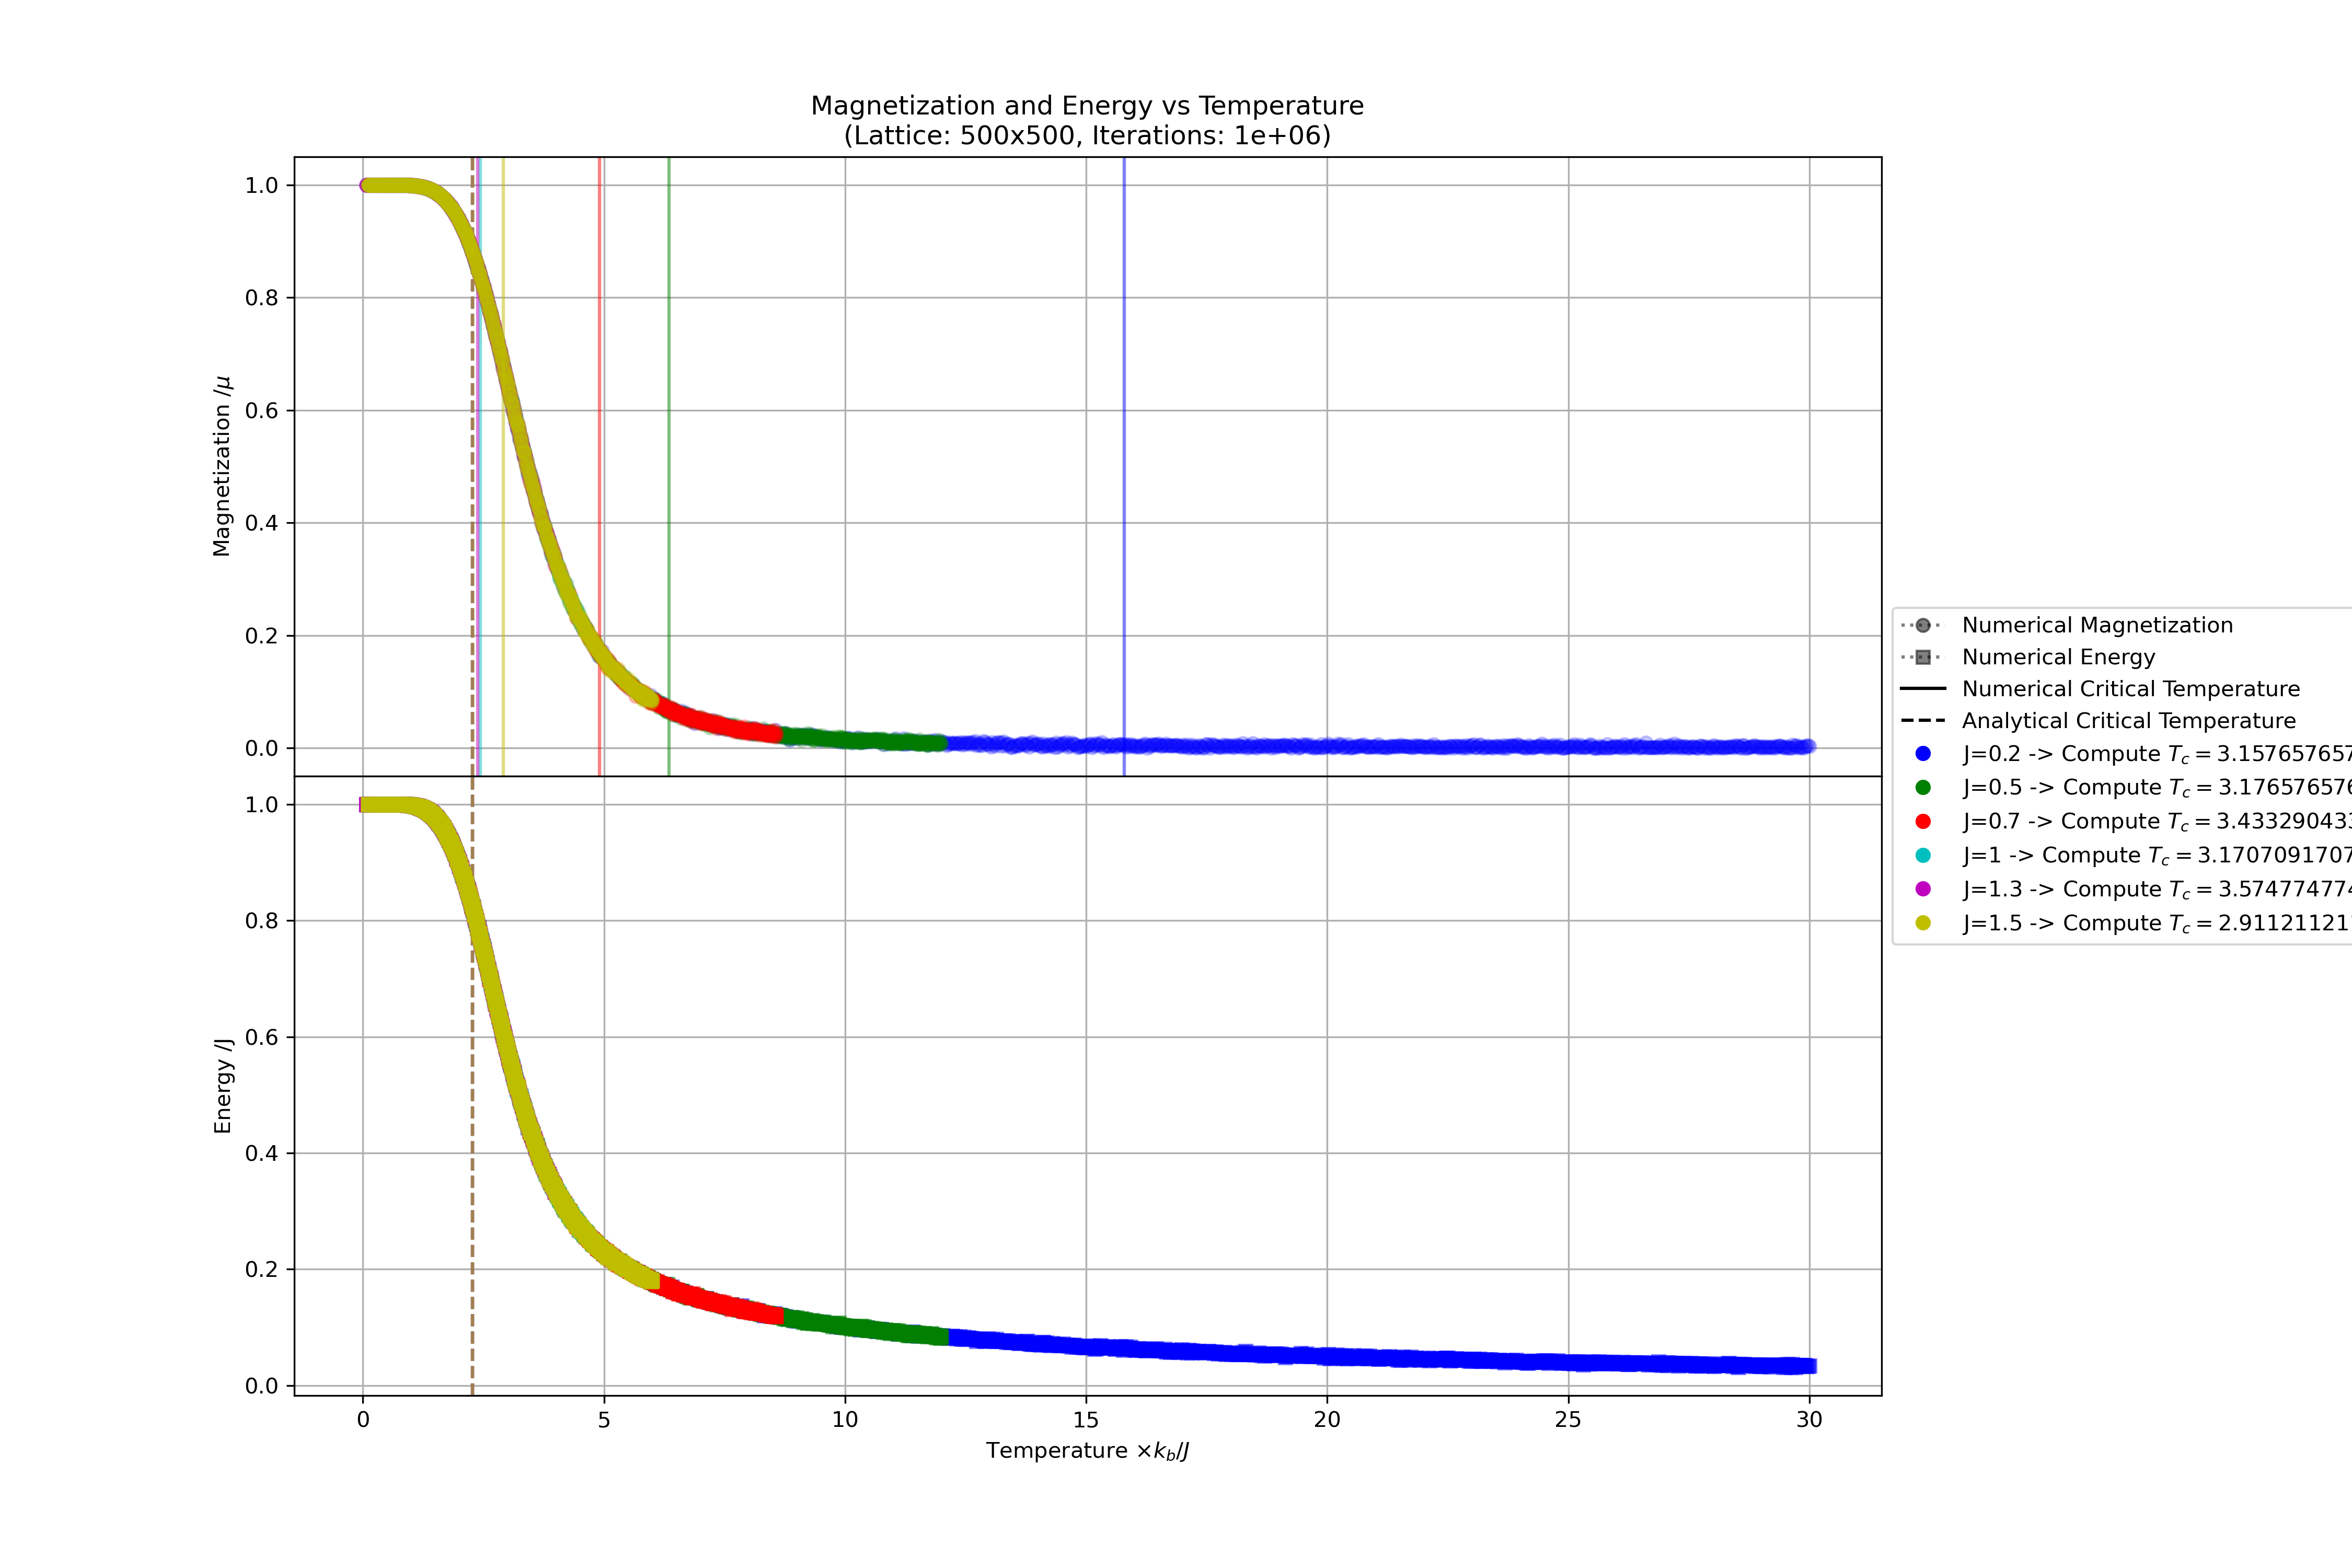 Magnetization and Energy vs Temperature
(Lattice: 500x500, Iterations: 1e+06)
1.0
0.8
0.6
0.4
0.2
0.0
Magnetization /μ
1.0
0.8
0.6
0.4
0.2
0.0
Energy /J
0 5 10 15 20 25 30
Temperature ×k_b/J
Numerical Magnetization
Numerical Energy
Numerical Critical Temperature
Analytical Critical Temperature
J=0.2 -> Compute T_c = 3.157657657
J=0.5 -> Compute T_c = 3.176576576
J=0.7 -> Compute T_c = 3.433290433
J=1 -> Compute T_c = 3.170709170
J=1.3 -> Compute T_c = 3.574774774
J=1.5 -> Compute T_c = 2.91121121